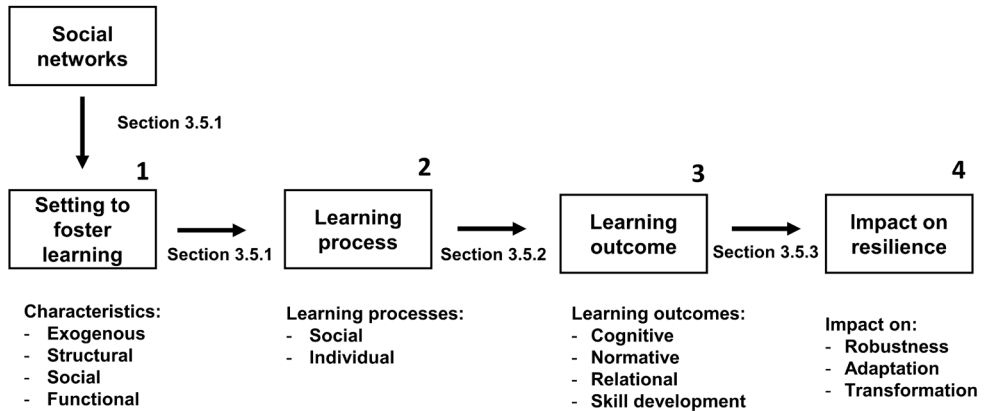 Social
networks
Section 3.5.1
1
Setting to
foster
learning
Section 3.5.1
2
Learning
process
Section 3.5.2
3
Learning
outcome
Section 3.5.3
4
Impact on
resilience
Characteristics:
- Exogenous
- Structural
- Social
- Functional
Learning processes:
- Social
- Individual
Learning outcomes:
- Cognitive
- Normative
- Relational
- Skill development
Impact on:
- Robustness
- Adaptation
- Transformation